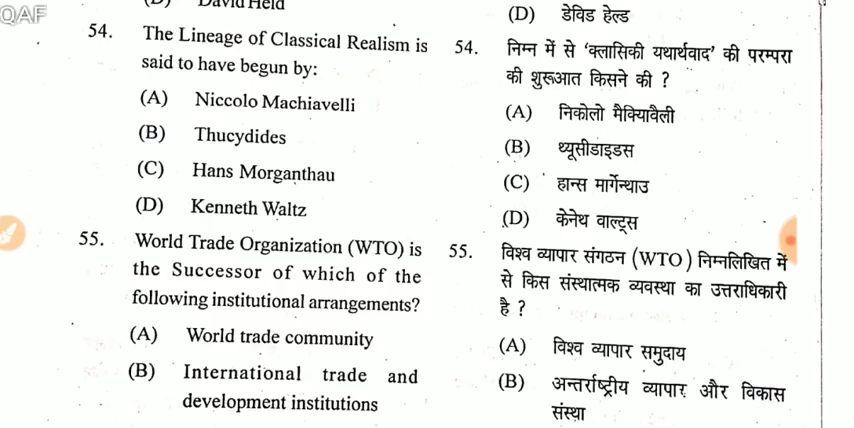 QAF
(D) David Held
54. The Lineage of Classical Realism is
said to have begun by:
(A) Niccolo Machiavelli
(B) Thucydides
(C) Hans Morganthau
(D) Kenneth Waltz
55. World Trade Organization (WTO) is
the Successor of which of the
following institutional arrangements?
(A) World trade community
(B) International trade and
development institutions
(D) डेविड हेल्ड
54. निम्न में से ‘क्लासिकी यथार्थवाद’ की परम्परा
की शुरूआत किसने की ?
(A) निकोलो मैक्यिावैली
(B) थ्यूसीडाइडस
(C) हान्स मार्गेन्थाउ
(D) केनेथ वाल्ट्स
55. विश्व व्यापार संगठन (WTO) निम्नलिखित में
से किस संस्थात्मक व्यवस्था का उत्तराधिकारी
है ?
(A) विश्व व्यापार समुदाय
(B) अन्तर्राष्ट्रीय व्यापार और विकास
संस्था